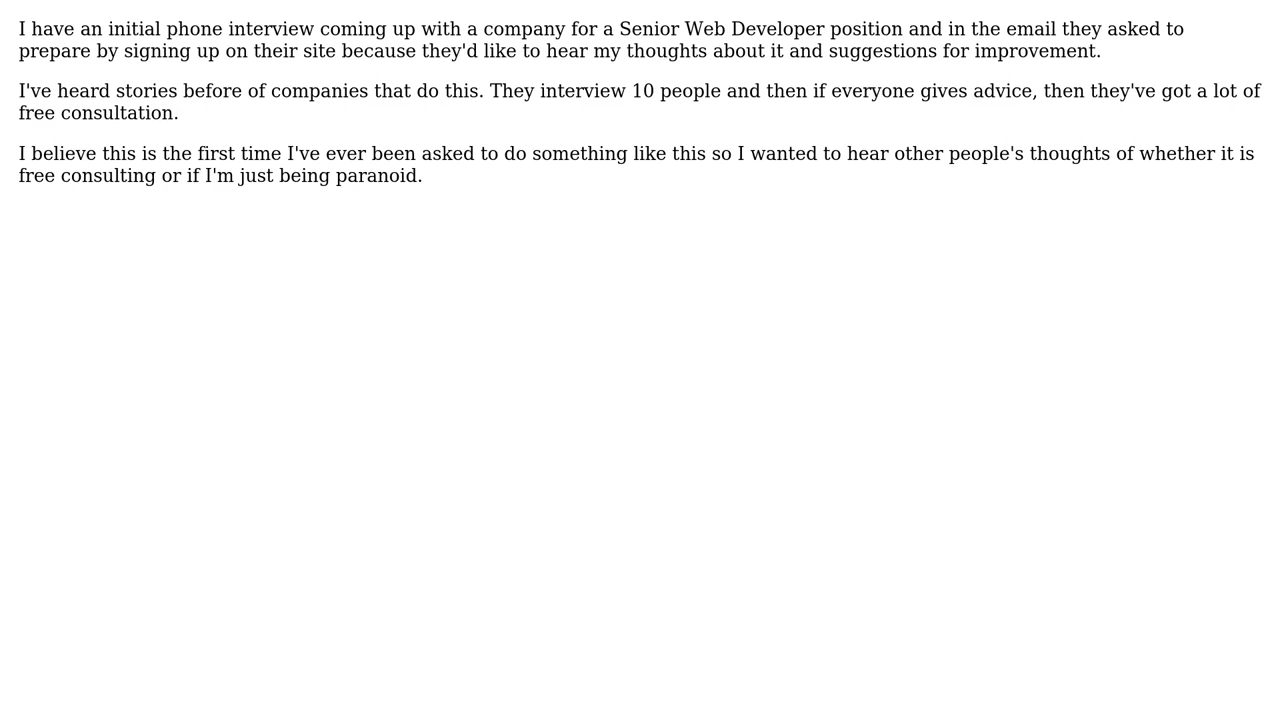 I have an initial phone interview coming up with a company for a Senior Web Developer position and in the email they asked to
prepare by signing up on their site because they'd like to hear my thoughts about it and suggestions for improvement.
I've heard stories before of companies that do this. They interview 10 people and then if everyone gives advice, then they've got a lot of
free consultation.
I believe this is the first time I've ever been asked to do something like this so I wanted to hear other people's thoughts of whether it is
free consulting or if I'm just being paranoid.